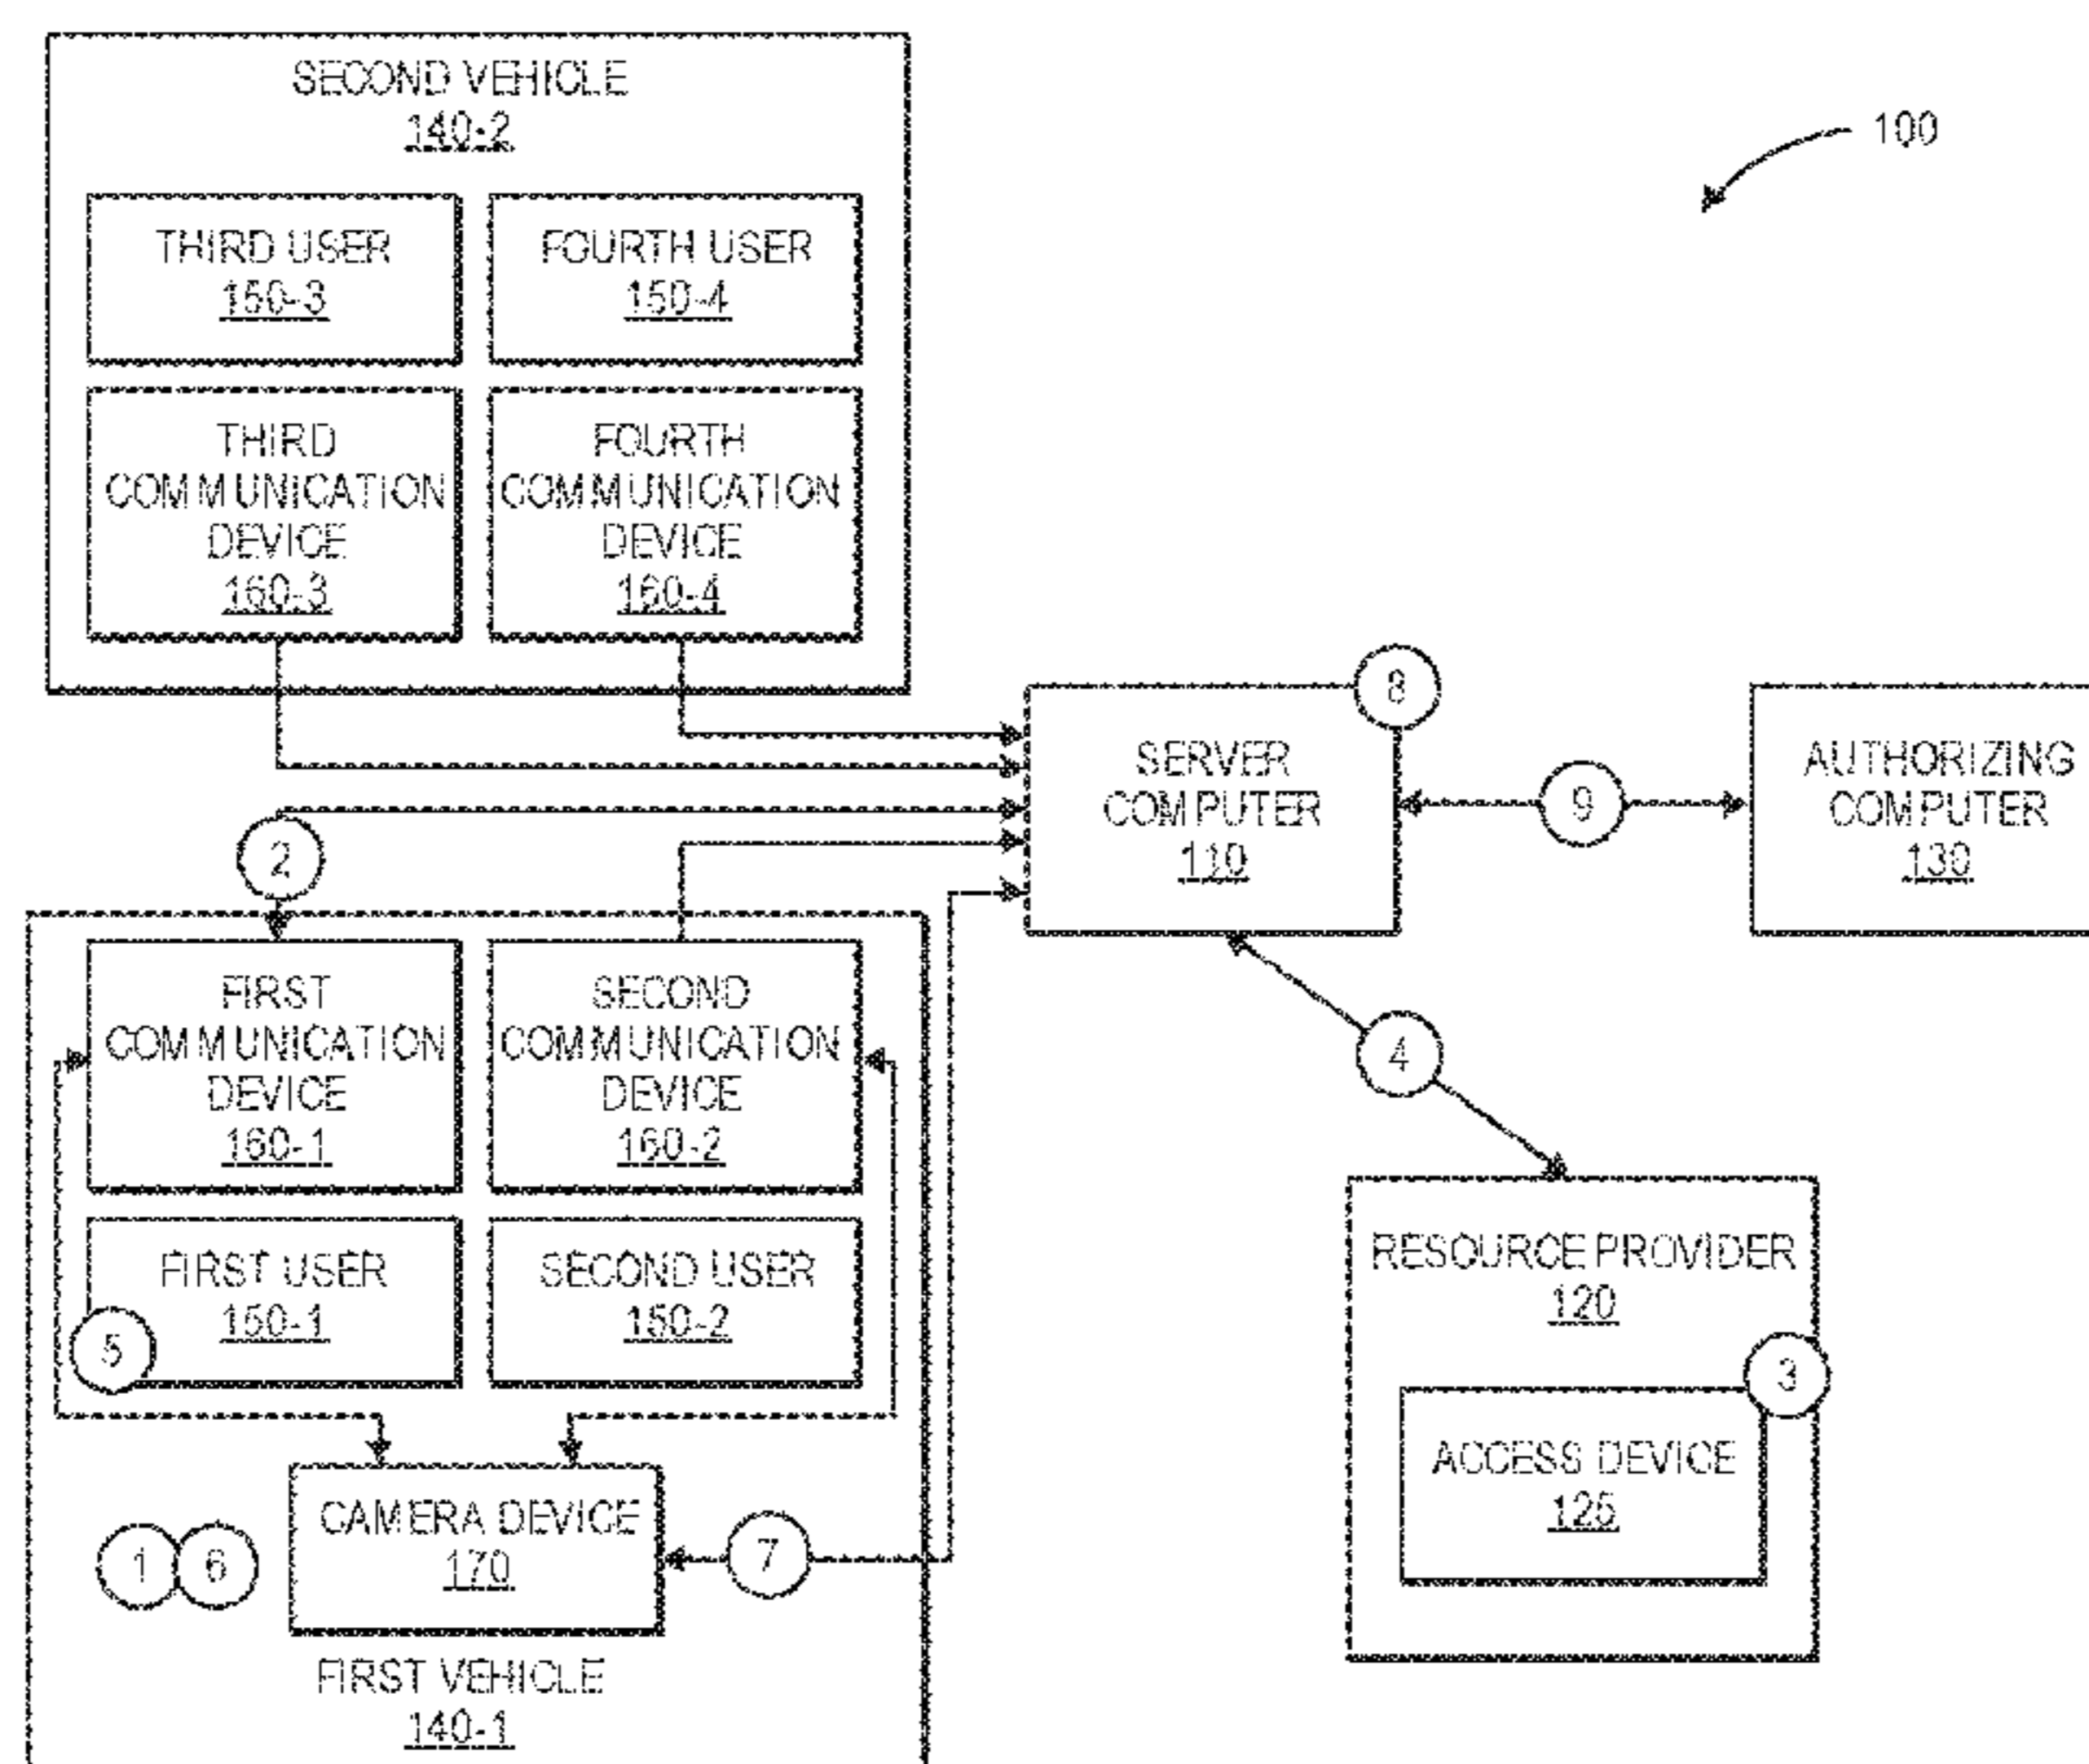 SECOND VEHICLE
140-2
100
THIRD USER
150-3
FOURTH USER
150-4
THIRD
COMMUNICATION
DEVICE
160-3
FOURTH
COMMUNICATION
DEVICE
160-4
8
SERVER
COMPUTER
110
9
AUTHORIZING
COMPUTER
130
2
FIRST
COMMUNICATION
DEVICE
160-1
SECOND
COMMUNICATION
DEVICE
160-2
4
FIRST USER
150-1
5
SECOND USER
150-2
RESOURCE PROVIDER
120
3
ACCESS DEVICE
125
1
6
CAMERA DEVICE
170
7
FIRST VEHICLE
140-1